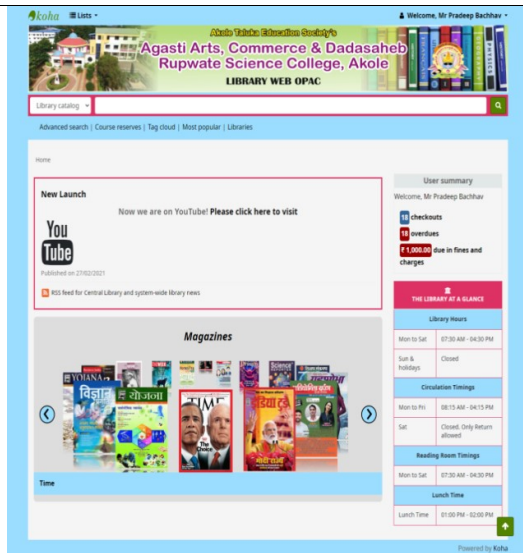 koha Lists Welcome, Mr Pradeep Bachhav
Akole Taluka Education Society's
Agasti Arts, Commerce & Dadasaheb
Rupwate Science College, Akole
LIBRARY WEB OPAC
Library catalog
Advanced search | Course reserves | Tag cloud | Most popular | Libraries
Home
New Launch
Now we are on YouTube! Please click here to visit
You
Tube
Published on 27/02/2021
RSS feed for Central Library and system-wide library news
Magazines
YOJANA
विज्ञान
योजना
TIME
The Choice
इंडिया टुडे
Science
Time
User summary
Welcome, Mr Pradeep Bachhav
18 checkouts
18 overdues
₹ 1,000.00 due in fines and
charges
THE LIBRARY AT A GLANCE
Library Hours
Mon to Sat 07:30 AM - 04:30 PM
Sun & holidays Closed
Circulation Timings
Mon to Fri 08:15 AM - 04:15 PM
Sat Closed. Only Return allowed
Reading Room Timings
Mon to Sat 07:30 AM - 04:30 PM
Lunch Time
Lunch Time 01:00 PM - 02:00 PM
Powered by Koha